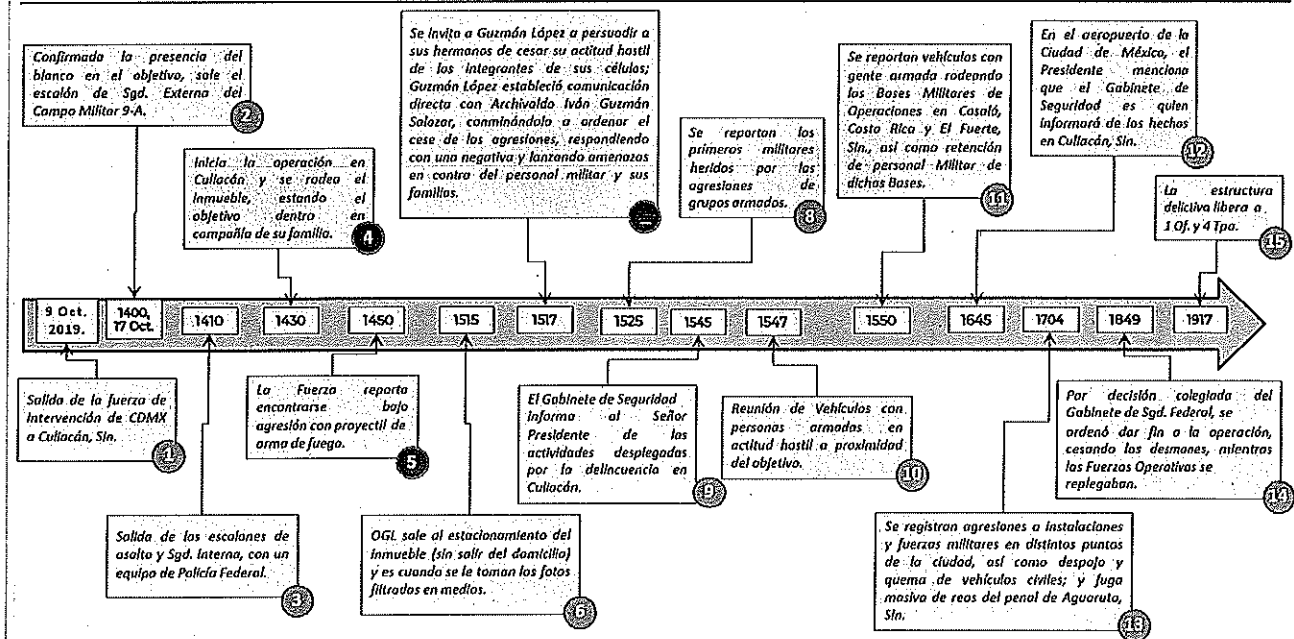 Confirmada la presencia del
blanco en el objetivo, sale el
escalón de Sgd. Externa del
Campo Militar 9-A.
2
Inicia la operación en
Culiacán y se rodea el
inmueble, estando el
objetivo dentro en
compañía de su familia.
4
Se invita a Guzmán López a persuadir a
sus hermanos de cesar su actitud hostil
de los integrantes de sus células;
Guzmán López estableció comunicación
directa con Archivaldo Iván Guzmán
Salazar, conminándolo a ordenar el
cese de las agresiones, respondiendo
con una negativa y lanzando amenazas
en contra del personal militar y sus
familias.
Se reportan los
primeros militares
heridos por las
agresiones de
grupos armados.
8
Se reportan vehículos con
gente armada rodeando
las Bases Militares de
Operaciones en Cosalá,
Costa Rica y El Fuerte,
Sin., así como retención
de personal Militar de
dichas Bases.
11
En el aeropuerto de la
Ciudad de México, el
Presidente menciona
que el Gabinete de
Seguridad es quien
informará de los hechos
en Culiacán, Sin.
12
La estructura
delictiva libera a
1 Of. y 4 Tpa.
15
9 Oct.
2019.
1400,
17 Oct.
1410
1430
1450
1515
1517
1525
1545
1547
1550
1645
1704
1849
1917
Salida de la fuerza de
Intervención de CDMX
a Culiacán, Sin.
1
Salida de los escalones de
asalto y Sgd. Interna, con un
equipo de Policía Federal.
3
La Fuerza reporta
encontrarse bajo
agresión con proyectil de
arma de fuego.
5
OGL sale al estacionamiento del
inmueble (sin salir del domicilio)
y es cuando se le toman las fotos
filtradas en medios.
6
El Gabinete de Seguridad
informa al Señor
Presidente de las
actividades desplegadas
por la delincuencia en
Culiacán.
9
Reunión de Vehículos con
personas armadas en
actitud hostil a proximidad
del objetivo.
10
Se registran agresiones a instalaciones
y fuerzas militares en distintos puntos
de la ciudad, así como despojo y
quema de vehículos civiles; y fuga
masiva de reos del penal de Aguaruto,
Sin.
13
Por decisión colegiada del
Gabinete de Sgd. Federal, se
ordenó dar fin a la operación,
cesando los desmanes, mientras
las Fuerzas Operativas se
replegaban.
14